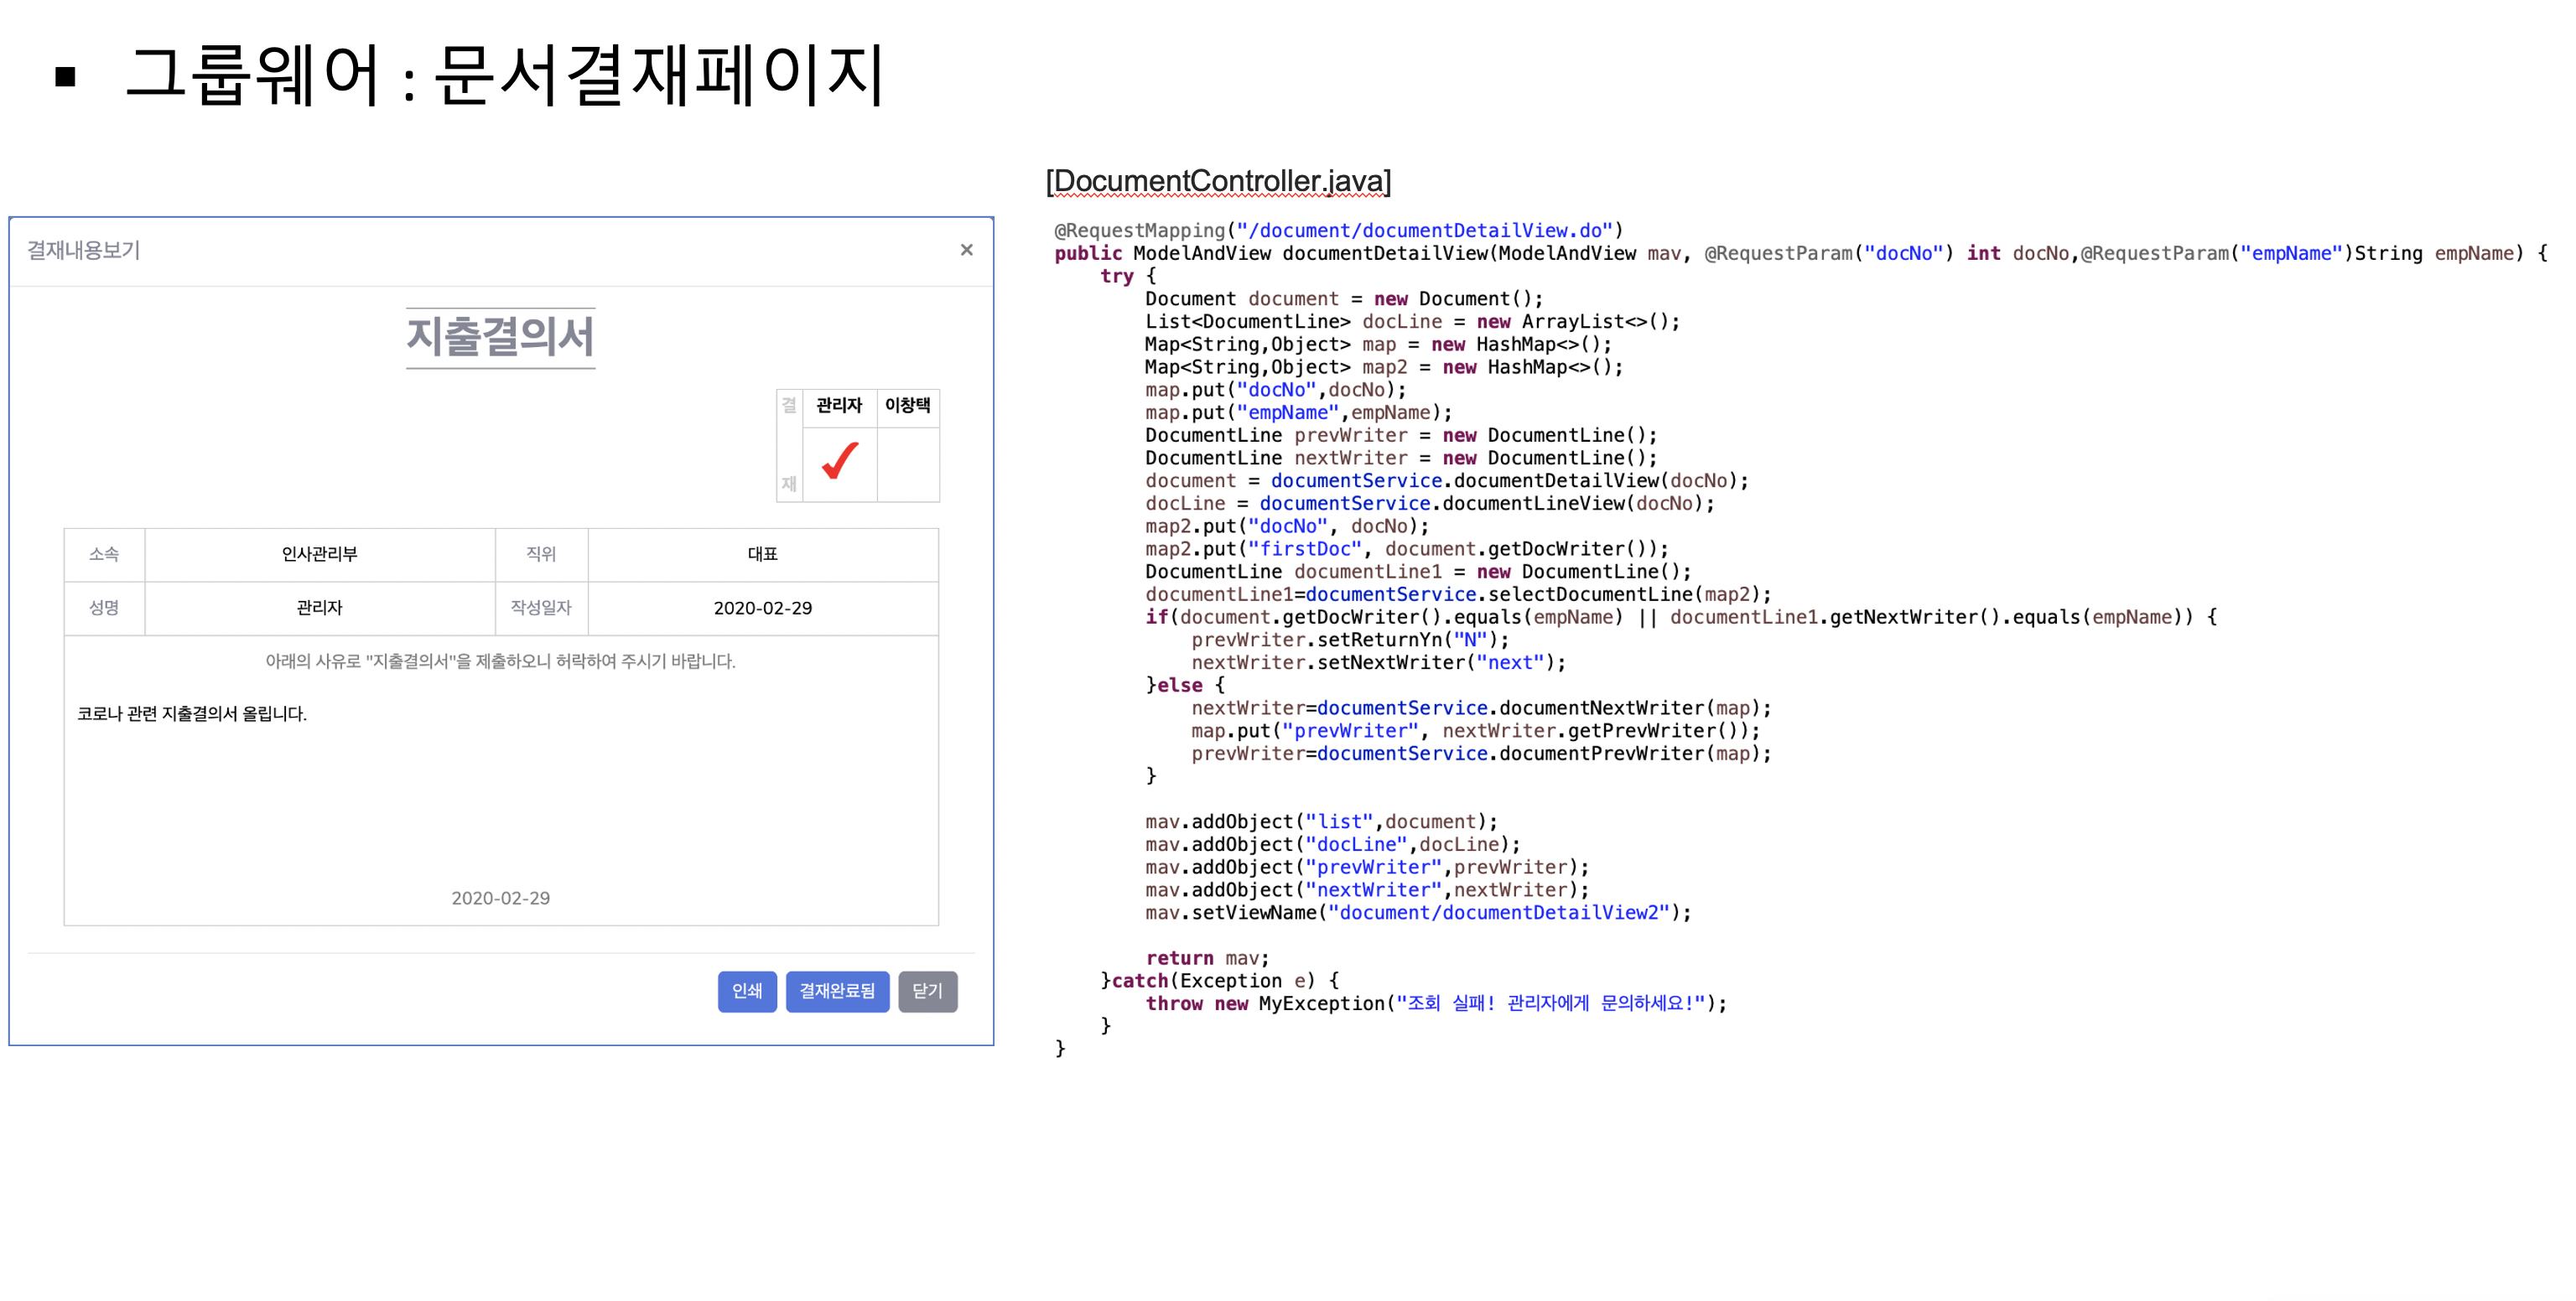 ▪ 그룹웨어 : 문서결재페이지
결재내용보기 ×
지출결의서
결재 관리자 이창택
소속 인사관리부 직위 대표
성명 관리자 작성일자 2020-02-29
아래의 사유로 "지출결의서"을 제출하오니 허락하여 주시기 바랍니다.
코로나 관련 지출결의서 올립니다.
2020-02-29
인쇄 결재완료됨 닫기
[DocumentController.java]
@RequestMapping("/document/documentDetailView.do")
public ModelAndView documentDetailView(ModelAndView mav, @RequestParam("docNo") int docNo,@RequestParam("empName")String empName) {
    try {
        Document document = new Document();
        List<DocumentLine> docLine = new ArrayList<>();
        Map<String,Object> map = new HashMap<>();
        Map<String,Object> map2 = new HashMap<>();
        map.put("docNo",docNo);
        map.put("empName",empName);
        DocumentLine prevWriter = new DocumentLine();
        DocumentLine nextWriter = new DocumentLine();
        document = documentService.documentDetailView(docNo);
        docLine = documentService.documentLineView(docNo);
        map2.put("docNo", docNo);
        map2.put("firstDoc", document.getDocWriter());
        DocumentLine documentLine1 = new DocumentLine();
        documentLine1=documentService.selectDocumentLine(map2);
        if(document.getDocWriter().equals(empName) || documentLine1.getNextWriter().equals(empName)) {
            prevWriter.setReturnYn("N");
            nextWriter.setNextWriter("next");
        }else {
            nextWriter=documentService.documentNextWriter(map);
            map.put("prevWriter", nextWriter.getPrevWriter());
            prevWriter=documentService.documentPrevWriter(map);
        }
        mav.addObject("list",document);
        mav.addObject("docLine",docLine);
        mav.addObject("prevWriter",prevWriter);
        mav.addObject("nextWriter",nextWriter);
        mav.setViewName("document/documentDetailView2");
        return mav;
    }catch(Exception e) {
        throw new MyException("조회 실패! 관리자에게 문의하세요!");
    }
}